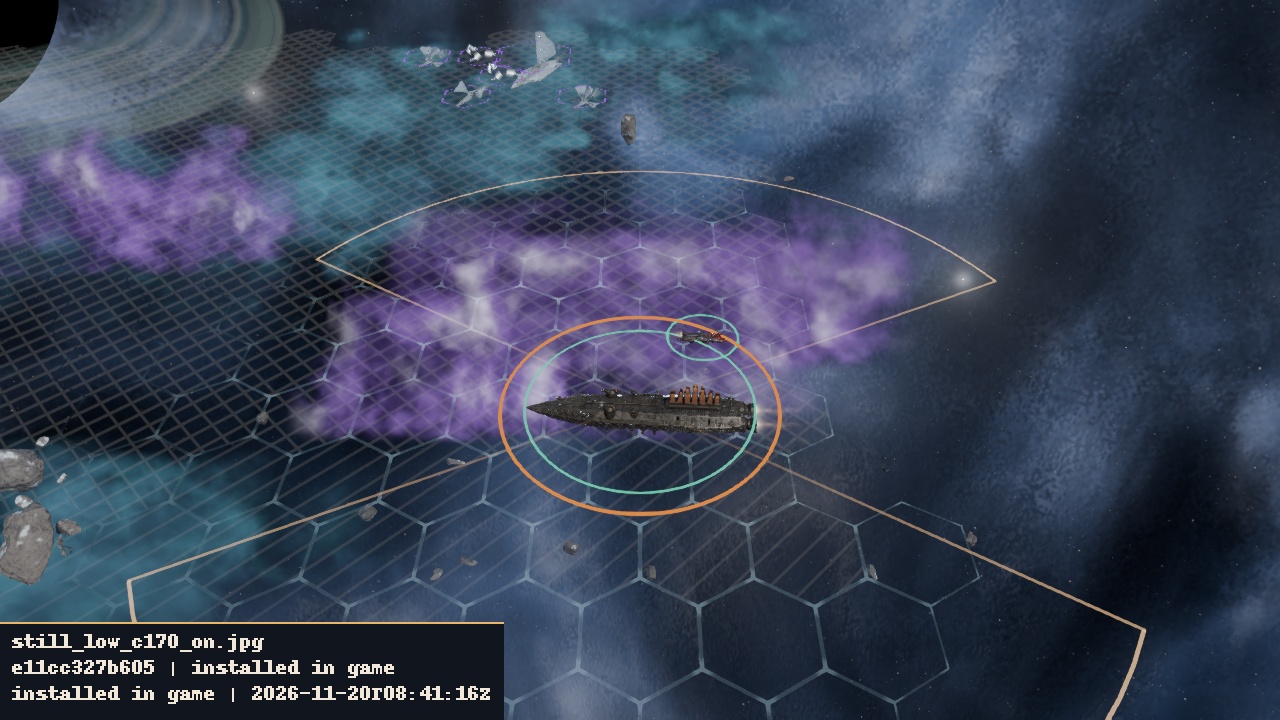 still_low_c170_on.jpg
e11cc327b605 | installed in game
installed in game | 2026-11-20T08:41:16Z